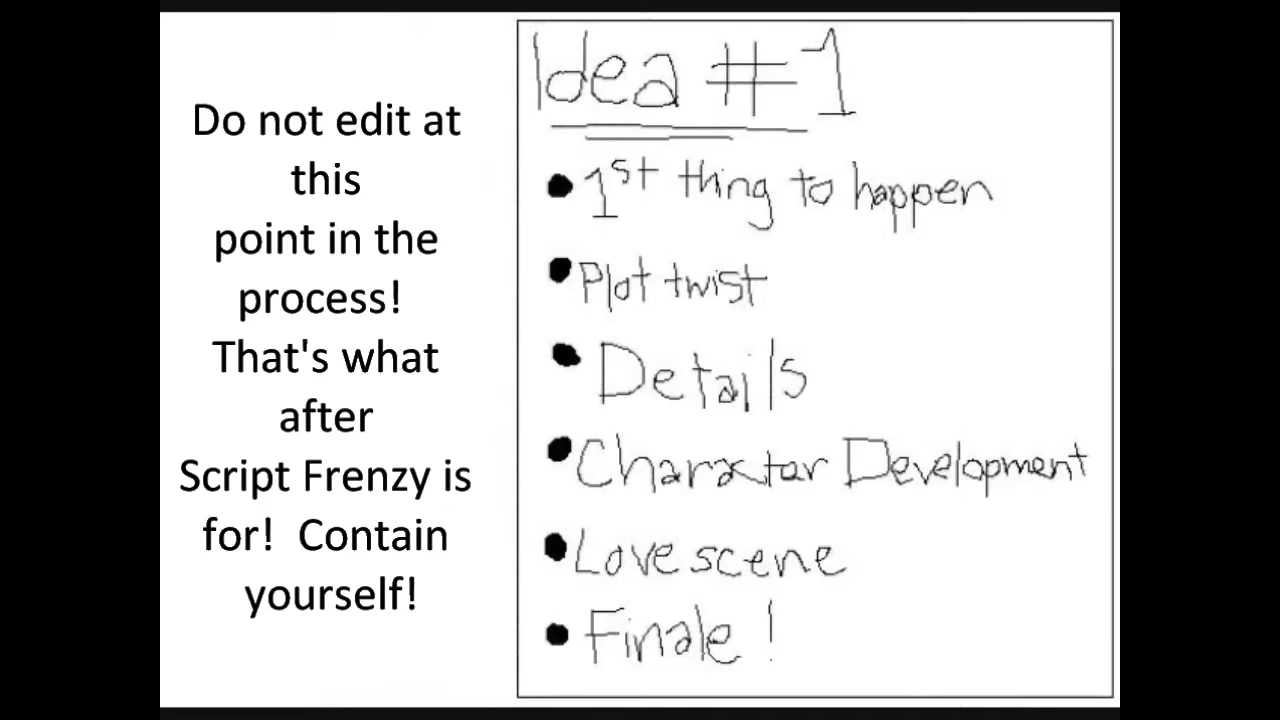 Do not edit at
this
point in the
process!
That's what
after
Script Frenzy is
for! Contain
yourself!
Idea #1
• 1st thing to happen
• Plot twist
• Details
• Character Development
• Love scene
• Finale!